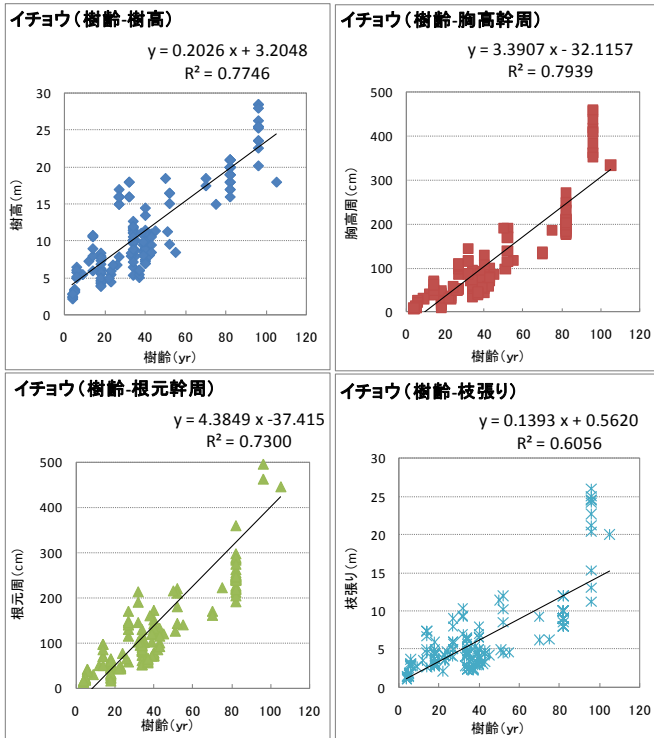 イチョウ(樹齢-樹高)
y = 0.2026 x + 3.2048
R² = 0.7746
30
25
20
15
10
5
0
樹高(m)
0 20 40 60 80 100 120
樹齢(yr)
イチョウ(樹齢-胸高幹周)
y = 3.3907 x - 32.1157
R² = 0.7939
500
400
300
200
100
0
胸高周(cm)
0 20 40 60 80 100 120
樹齢(yr)
イチョウ(樹齢-根元幹周)
y = 4.3849 x -37.415
R² = 0.7300
500
400
300
200
100
0
根元周(cm)
0 20 40 60 80 100 120
樹齢(yr)
イチョウ(樹齢-枝張り)
y = 0.1393 x + 0.5620
R² = 0.6056
30
25
20
15
10
5
0
枝張り(m)
0 20 40 60 80 100 120
樹齢(yr)